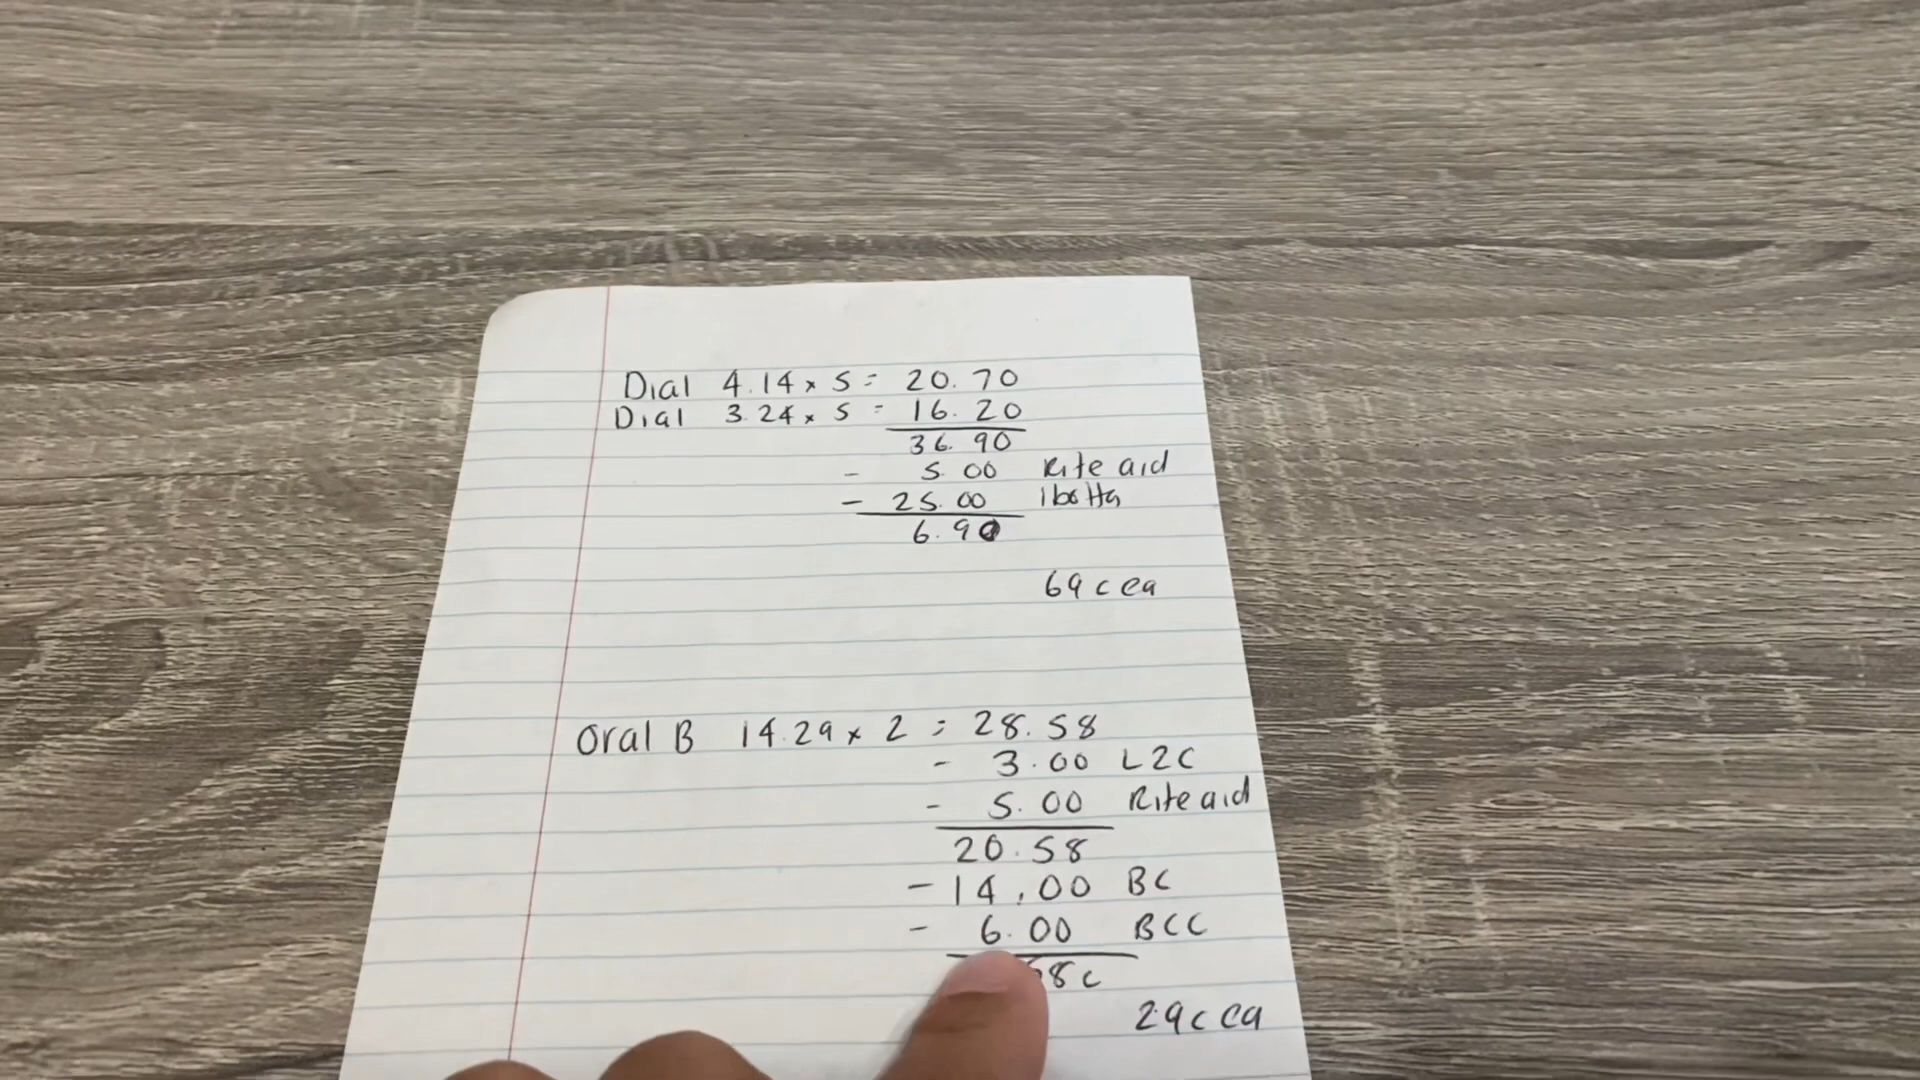 Dial 4.14 x 5 = 20.70
Dial 3.24 x 5 = 16.20
36.90
- 5.00 Rite aid
- 25.00 ibotta
6.90
69c ea
Oral B 14.29 x 2 = 28.58
- 3.00 L2C
- 5.00 Rite aid
20.58
- 14.00 BC
- 6.00 BCC
8c
29c ea